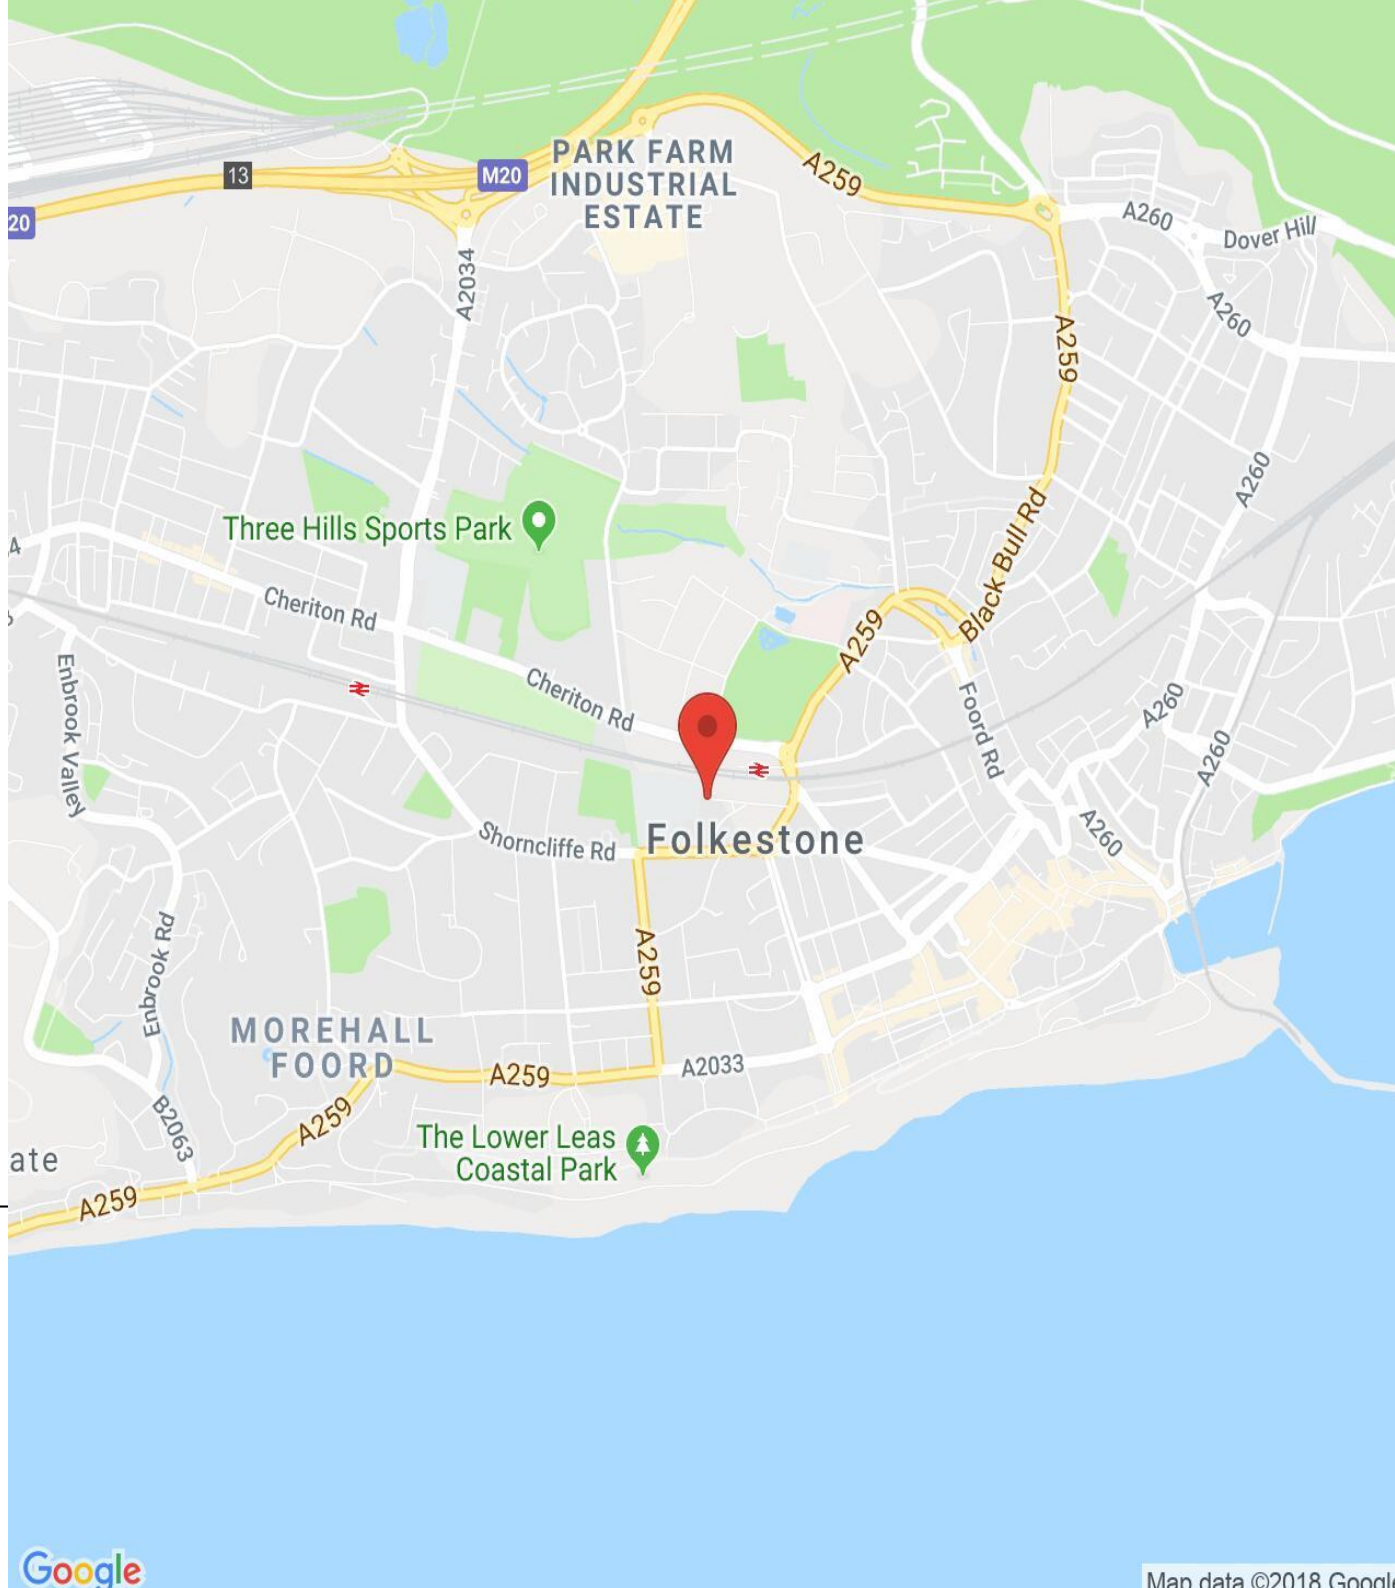 PARK FARM
INDUSTRIAL
ESTATE
A259
13
M20
20
A260
Dover Hill
A2034
A260
A259
A260
Black Bull Rd
Three Hills Sports Park
4
Cheriton Rd
A259
Enbrook Valley
Cheriton Rd
Foord Rd
A260
A260
Shorncliffe Rd
Folkestone
A260
Enbrook Rd
A259
MOREHALL
FOORD
A259
A2033
B2063
A259
The Lower Leas
Coastal Park
ate
A259
Google
Map data ©2018 Google